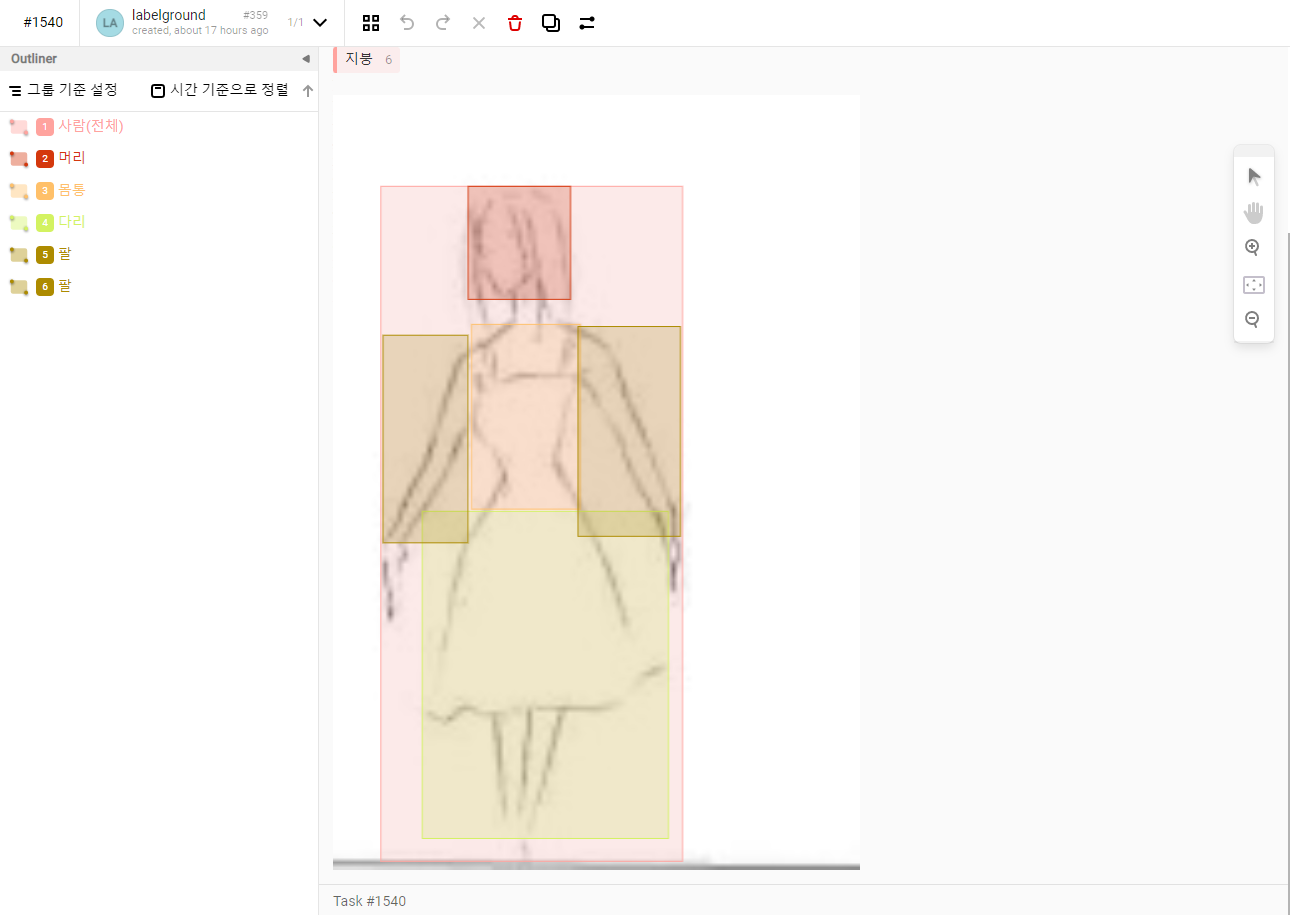 #1540
LA
labelground #359
created, about 17 hours ago
1/1
Outliner
그룹 기준 설정
시간 기준으로 정렬
1 사람(전체)
2 머리
3 몸통
4 다리
5 팔
6 팔
지붕 6
Task #1540